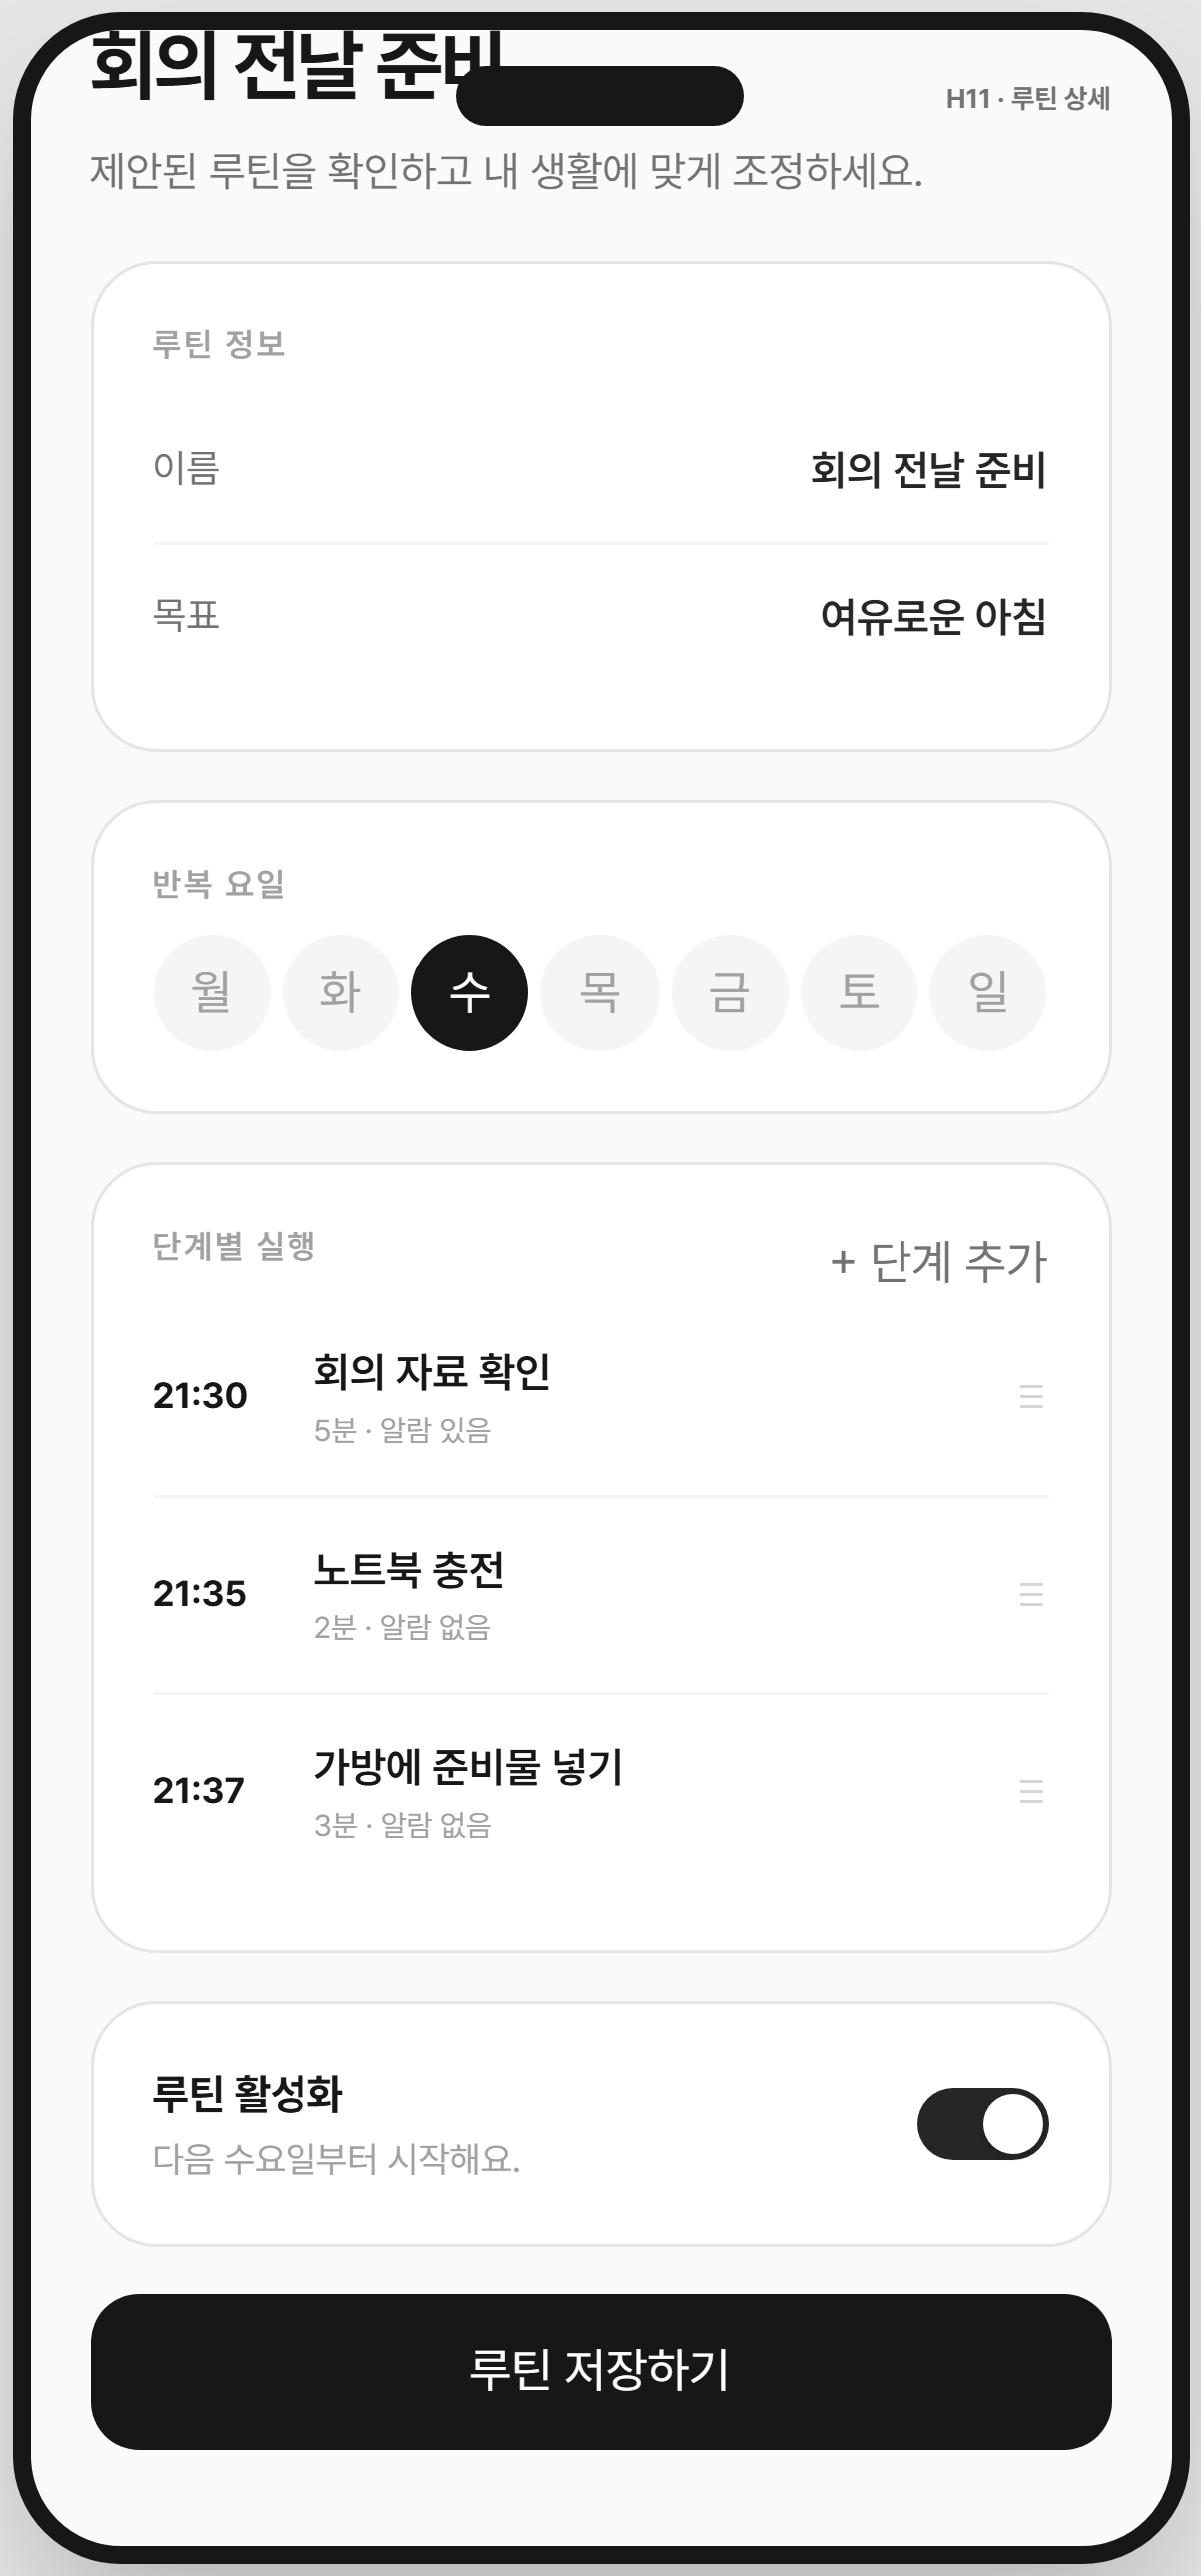 회의 전날 준비
H11 · 루틴 상세
제안된 루틴을 확인하고 내 생활에 맞게 조정하세요.
루틴 정보
이름 회의 전날 준비
목표 여유로운 아침
반복 요일
월 화 수 목 금 토 일
단계별 실행 + 단계 추가
21:30 회의 자료 확인
5분 · 알람 있음
21:35 노트북 충전
2분 · 알람 없음
21:37 가방에 준비물 넣기
3분 · 알람 없음
루틴 활성화
다음 수요일부터 시작해요.
루틴 저장하기